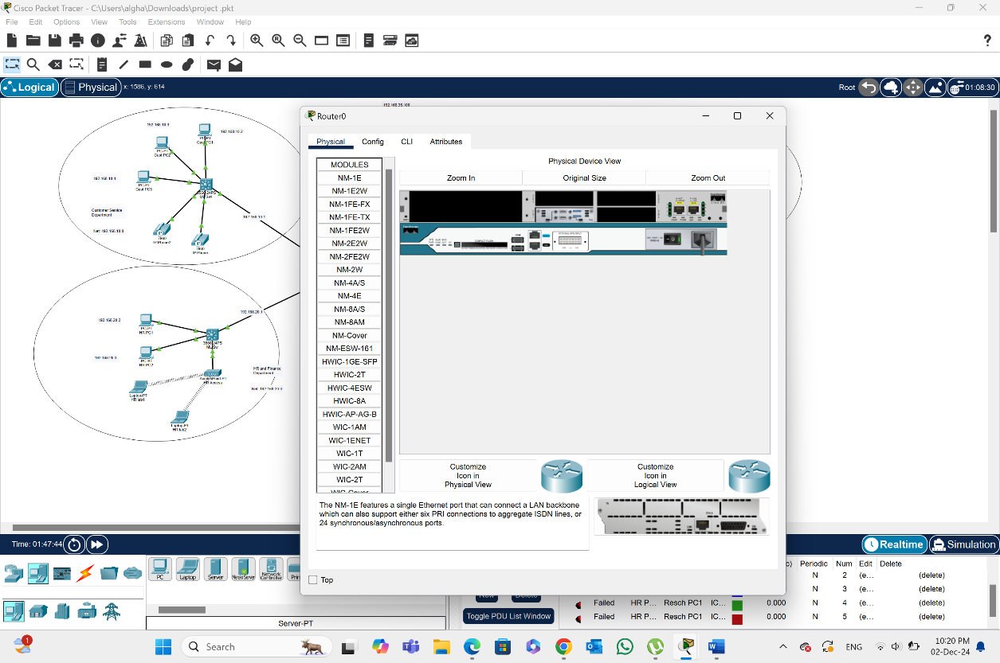 Cisco Packet Tracer - C:\Users\algha\Downloads\project .pkt
File Edit Options View Tools Extensions Window Help
Logical Physical x: 1586, y: 614
Root 01:08:30
192.168.10.3
192.168.10.2
PC-PT
Cust PC2
PC-PT
Cust PC1
192.168.10.4
PC-PT
Cust PC3
3560-24PS
Customer Service
Department
Net: 192.168.10.0
192.168.10.1
7960
IP Phone2
7960
IP Phone
192.168.20.2
PC-PT
HR PC1
192.168.20.1
3560-24PS
MLSw
192.168.20.3
PC-PT
HR PC2
AccessPoint-PT
HR Access
HR and Finance
Department
Net: 192.168.20.0
Laptop-PT
HR lab1
Laptop-PT
HR lab2
192.168.35.100
Router0
Physical Config CLI Attributes
MODULES
NM-1E
NM-1E2W
NM-1FE-FX
NM-1FE-TX
NM-1FE2W
NM-2E2W
NM-2FE2W
NM-2W
NM-4A/S
NM-4E
NM-8A/S
NM-8AM
NM-Cover
NM-ESW-161
HWIC-1GE-SFP
HWIC-2T
HWIC-4ESW
HWIC-8A
HWIC-AP-AG-B
WIC-1AM
WIC-1ENET
WIC-1T
WIC-2AM
WIC-2T
WIC-Cover
Physical Device View
Zoom In Original Size Zoom Out
COMPACT FLASH
Customize
Icon in
Physical View
Customize
Icon in
Logical View
The NM-1E features a single Ethernet port that can connect a LAN backbone
which can also support either six PRI connections to aggregate ISDN lines, or
24 synchronous/asynchronous ports.
Top
Time: 01:47:44
Realtime Simulation
PC Laptop Server Meraki Server Network Controller Prin
Server-PT
New Delete
Toggle PDU List Window
c) Periodic Num Edit Delete
N 2 (e... (delete)
N 3 (e... (delete)
Failed HR P... Resch PC1 IC... 0.000 N 4 (e... (delete)
Failed HR P... Resch PC1 IC... 0.000 N 5 (e... (delete)
1
Search
ENG
10:20 PM
02-Dec-24